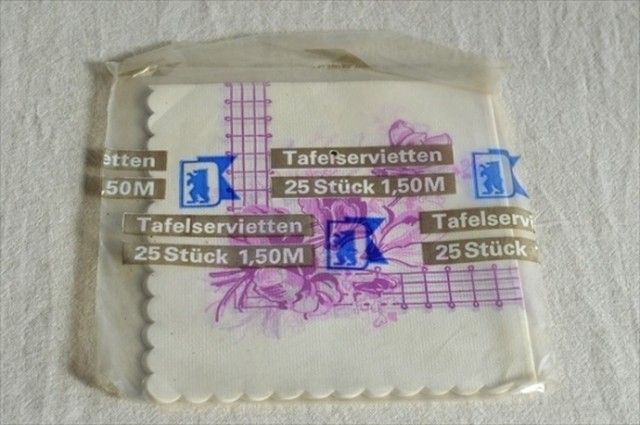 etten
.50M
Tafelservietten
25 Stück 1,50M
Tafelservietten
25 Stück 1,50M
Tafelservi
25 Stück